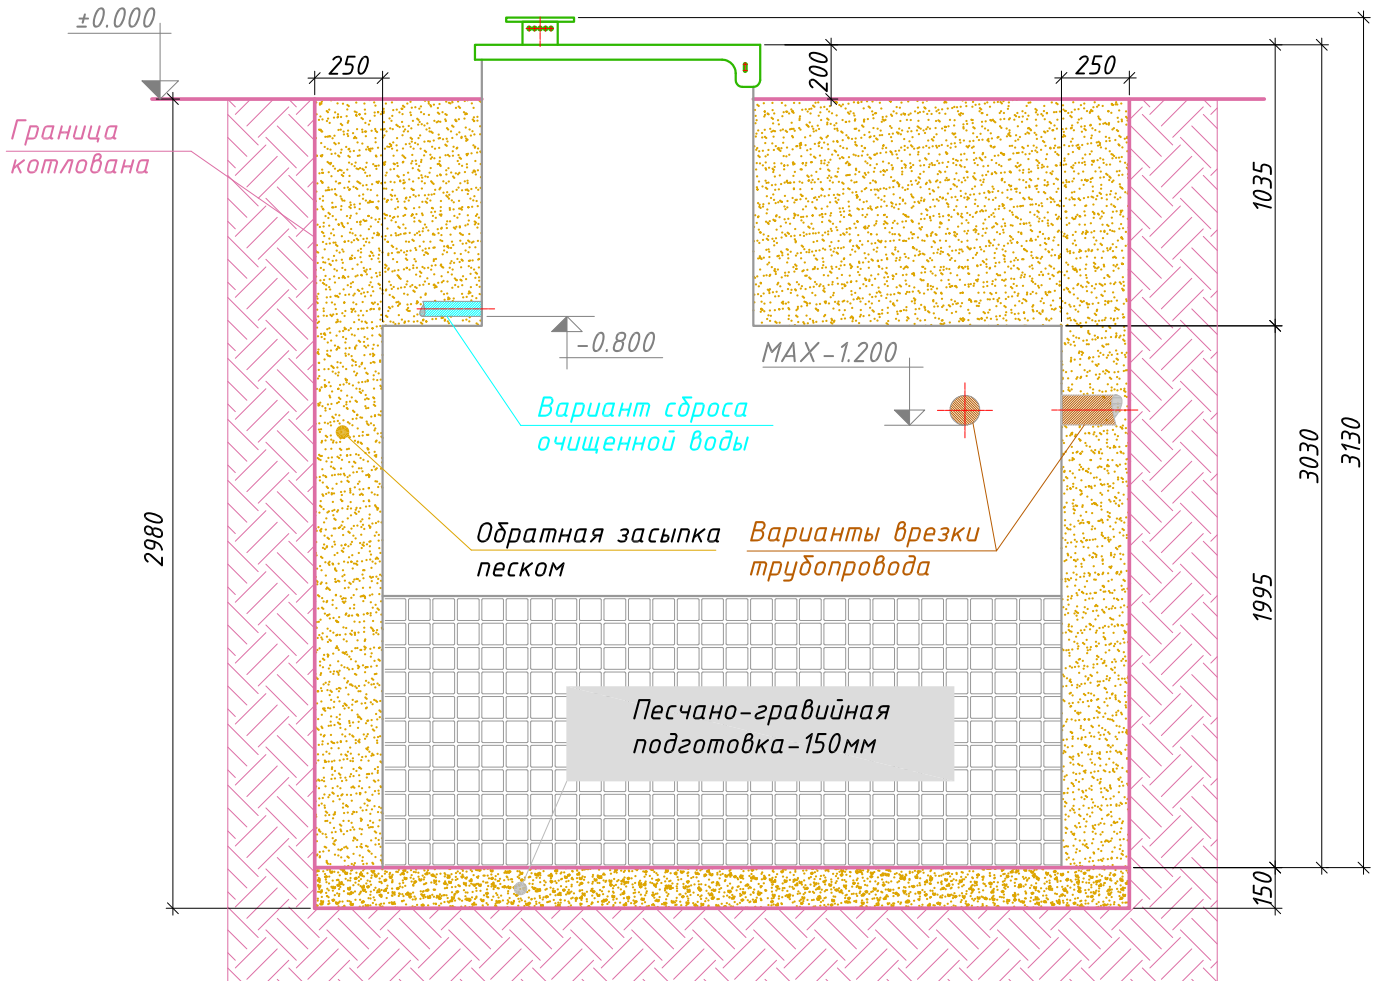 ±0.000
250
200
250
Граница
котлована
1035
-0.800
MAX-1.200
Вариант сброса
очищенной воды
3030
3130
2980
Обратная засыпка
песком
Варианты врезки
трубопровода
1995
Песчано-гравийная
подготовка-150мм
150